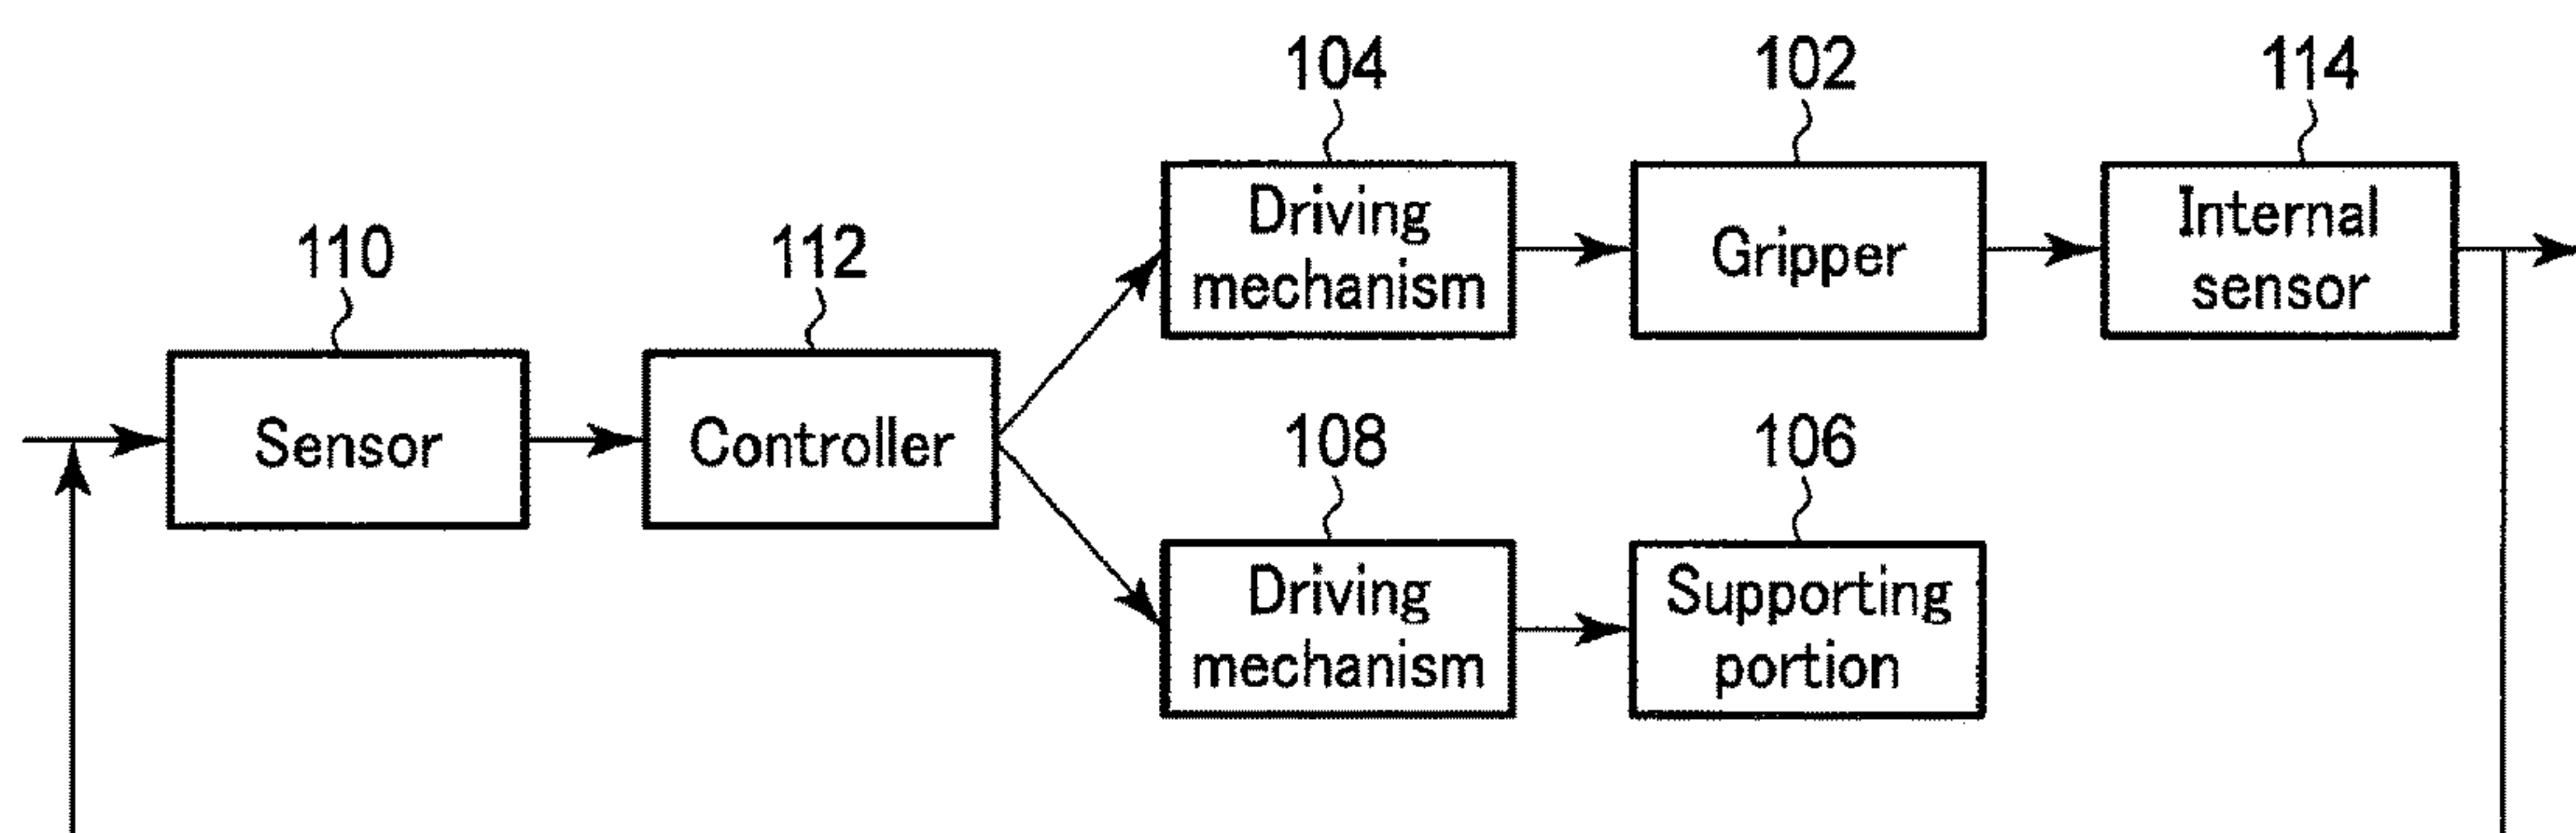 104
102
114
Driving
mechanism
Gripper
Internal
sensor
110
112
Sensor
Controller
108
106
Driving
mechanism
Supporting
portion